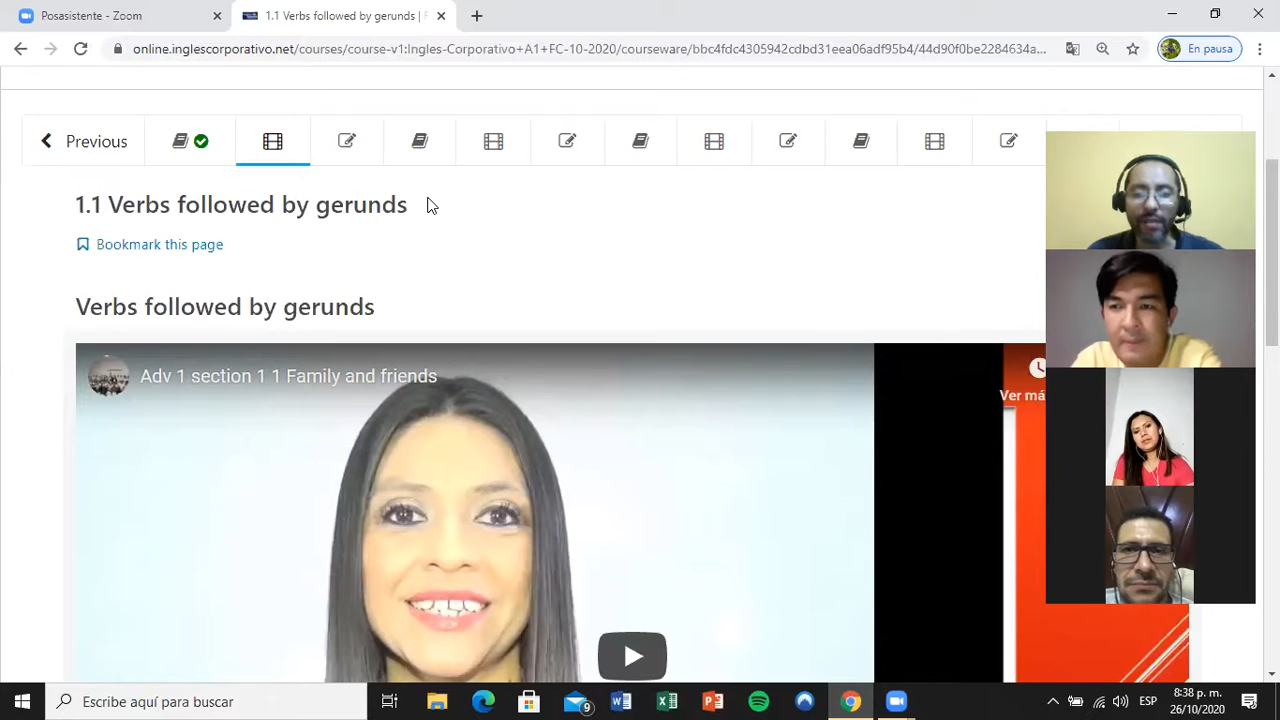 Posasistente - Zoom
1.1 Verbs followed by gerunds | F
online.inglescorporativo.net/courses/course-v1:Ingles-Corporativo+A1+FC-10-2020/courseware/bbc4fdc4305942cdbd31eea06adf95b4/44d90f0be2284634a...
En pausa
Previous
1.1 Verbs followed by gerunds
Bookmark this page
Verbs followed by gerunds
Adv 1 section 1 1 Family and friends
Ver má
Escribe aquí para buscar
9
ESP
8:38 p. m.
26/10/2020